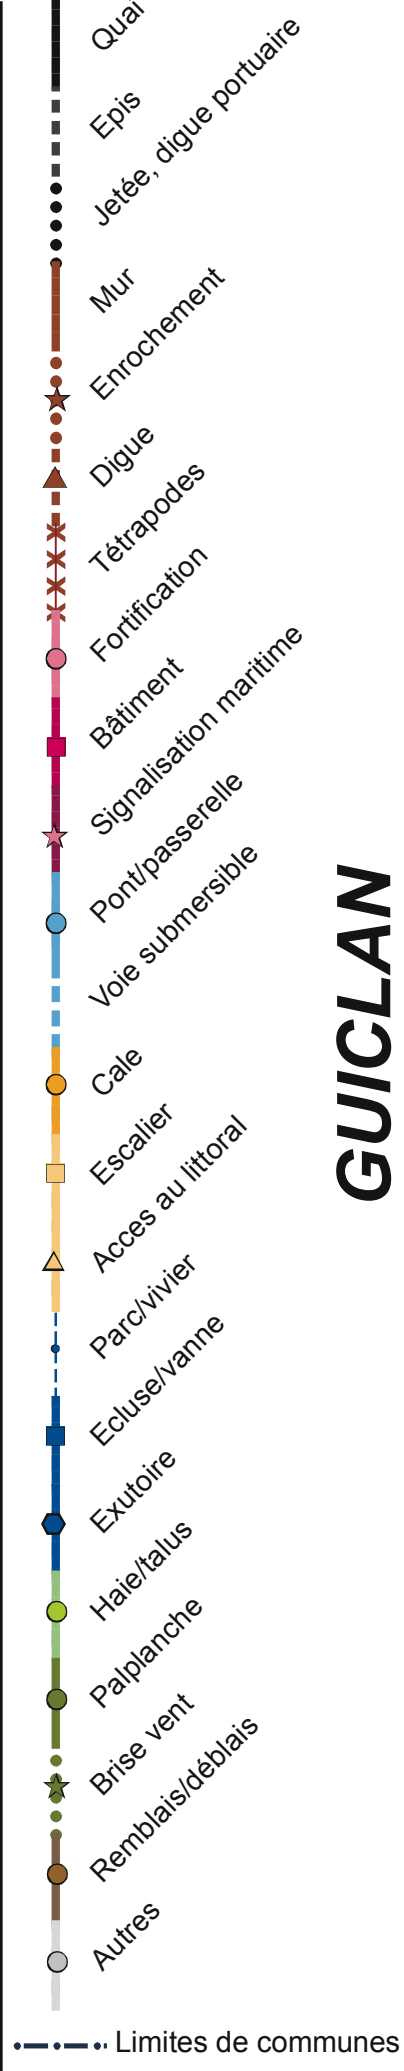 Quai
Epis
Jetée, digue portuaire
Mur
Enrochement
Digue
Tétrapodes
Fortification
Bâtiment
Signalisation maritime
Pont/passerelle
Voie submersible
Cale
Escalier
Acces au littoral
Parc/vivier
Ecluse/vanne
Exutoire
Haie/talus
Palplanche
Brise vent
Remblais/déblais
Autres
Limites de communes
GUICLAN